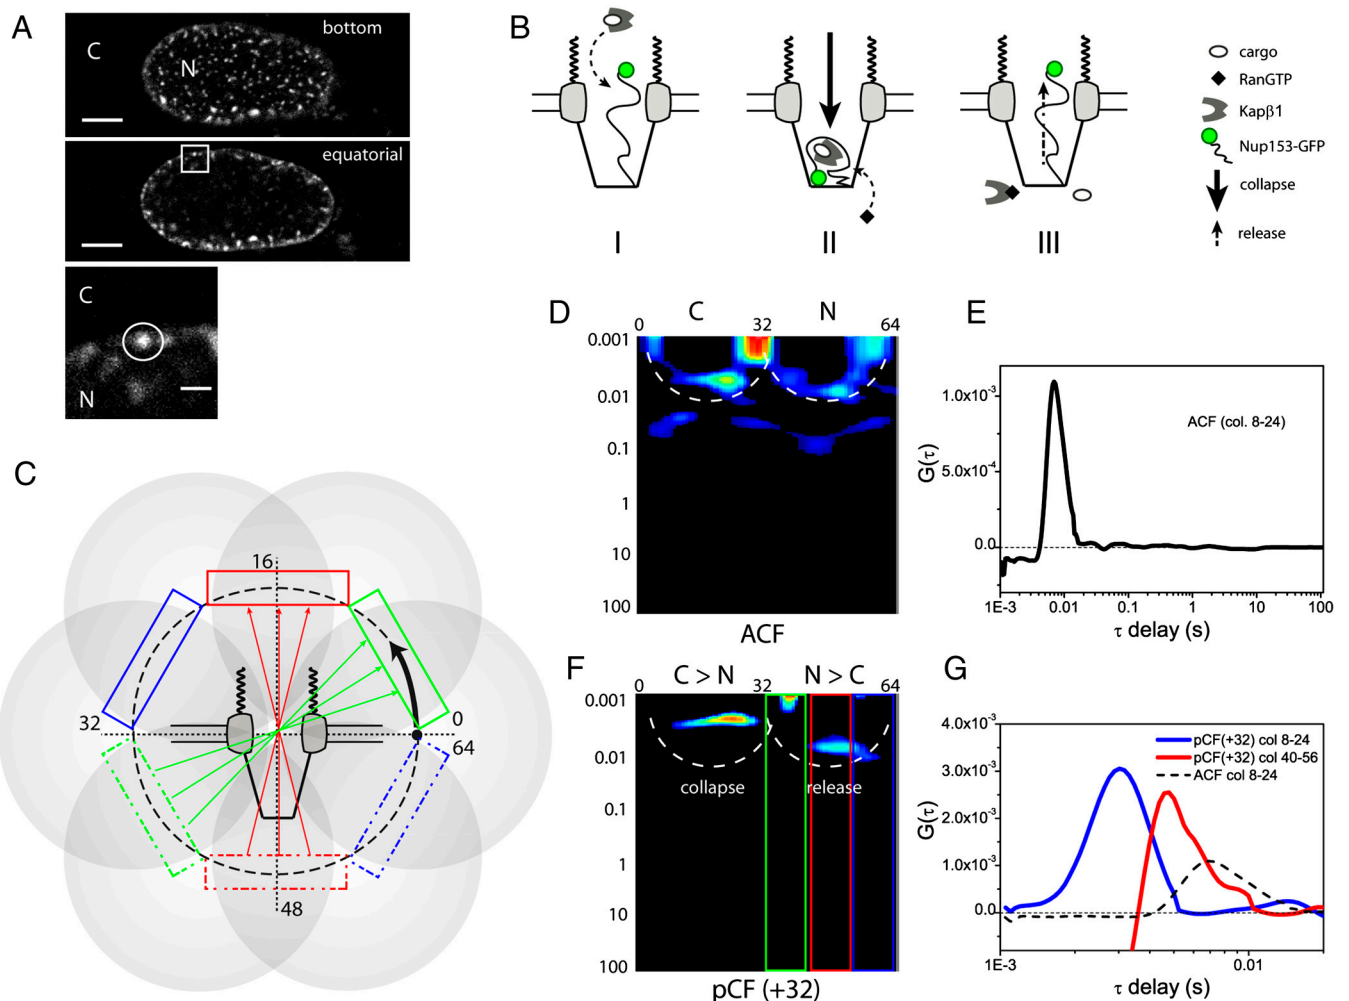 A
bottom
C
N
equatorial
C
N
B
I
II
III
cargo
RanGTP
Kapβ1
Nup153-GFP
collapse
release
C
16
32
0
64
48
D
C
N
0
32
64
0.001
0.01
0.1
1
10
100
ACF
E
G(τ)
1.0x10⁻³
5.0x10⁻⁴
0.0
ACF (col. 8-24)
1E-3
0.01
0.1
1
10
100
τ delay (s)
F
C > N
N > C
0
32
64
0.001
0.01
0.1
1
10
100
collapse
release
pCF (+32)
G
G(τ)
4.0x10⁻³
3.0x10⁻³
2.0x10⁻³
1.0x10⁻³
0.0
pCF(+32) col 8-24
pCF(+32) col 40-56
ACF col 8-24
1E-3
0.01
τ delay (s)